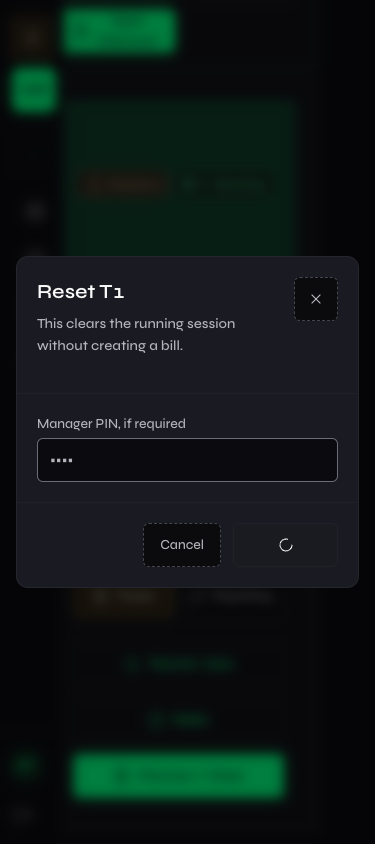 Reset T1
This clears the running session
without creating a bill.
Manager PIN, if required
Cancel